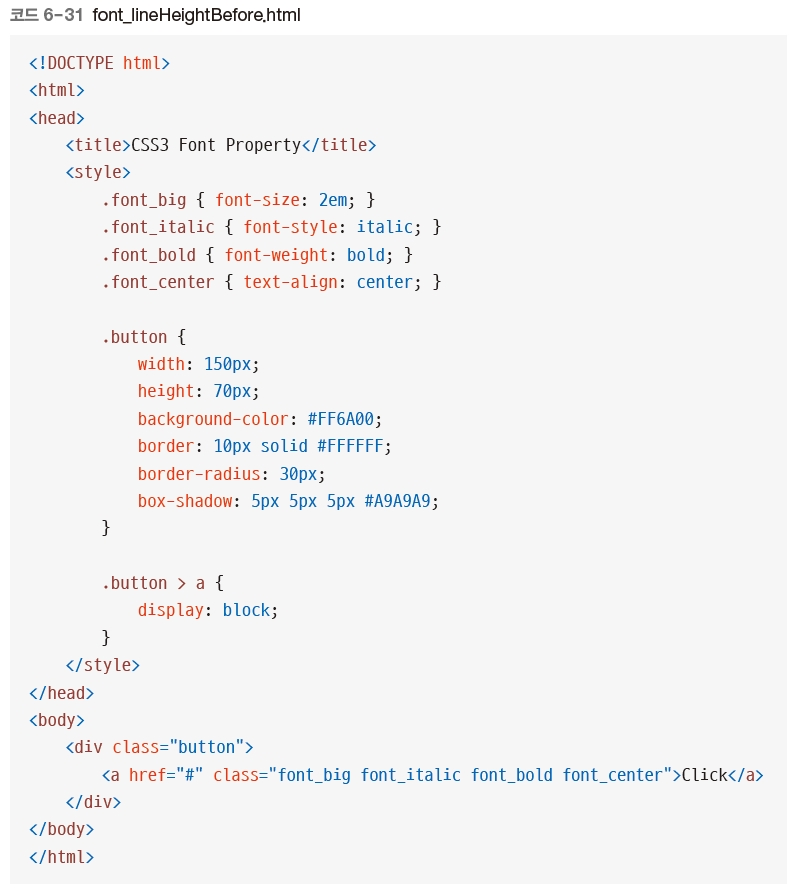 코드 6-31 font_lineHeightBefore.html
<!DOCTYPE html>
<html>
<head>
    <title>CSS3 Font Property</title>
    <style>
        .font_big { font-size: 2em; }
        .font_italic { font-style: italic; }
        .font_bold { font-weight: bold; }
        .font_center { text-align: center; }

        .button {
            width: 150px;
            height: 70px;
            background-color: #FF6A00;
            border: 10px solid #FFFFFF;
            border-radius: 30px;
            box-shadow: 5px 5px 5px #A9A9A9;
        }

        .button > a {
            display: block;
        }
    </style>
</head>
<body>
    <div class="button">
        <a href="#" class="font_big font_italic font_bold font_center">Click</a>
    </div>
</body>
</html>